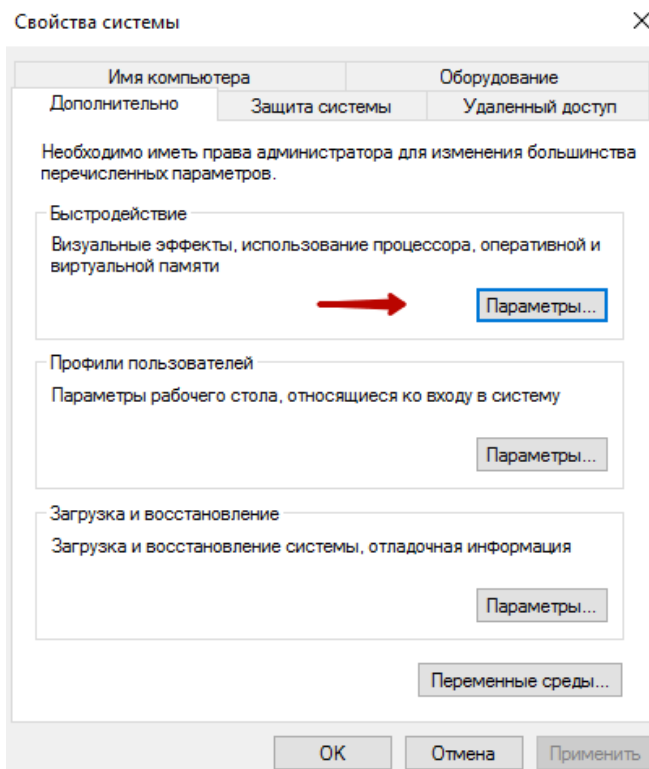 Свойства системы
Имя компьютера
Оборудование
Дополнительно
Защита системы
Удаленный доступ
Необходимо иметь права администратора для изменения большинства
перечисленных параметров.
Быстродействие
Визуальные эффекты, использование процессора, оперативной и
виртуальной памяти
Параметры...
Профили пользователей
Параметры рабочего стола, относящиеся ко входу в систему
Параметры...
Загрузка и восстановление
Загрузка и восстановление системы, отладочная информация
Параметры...
Переменные среды...
ОК
Отмена
Применить